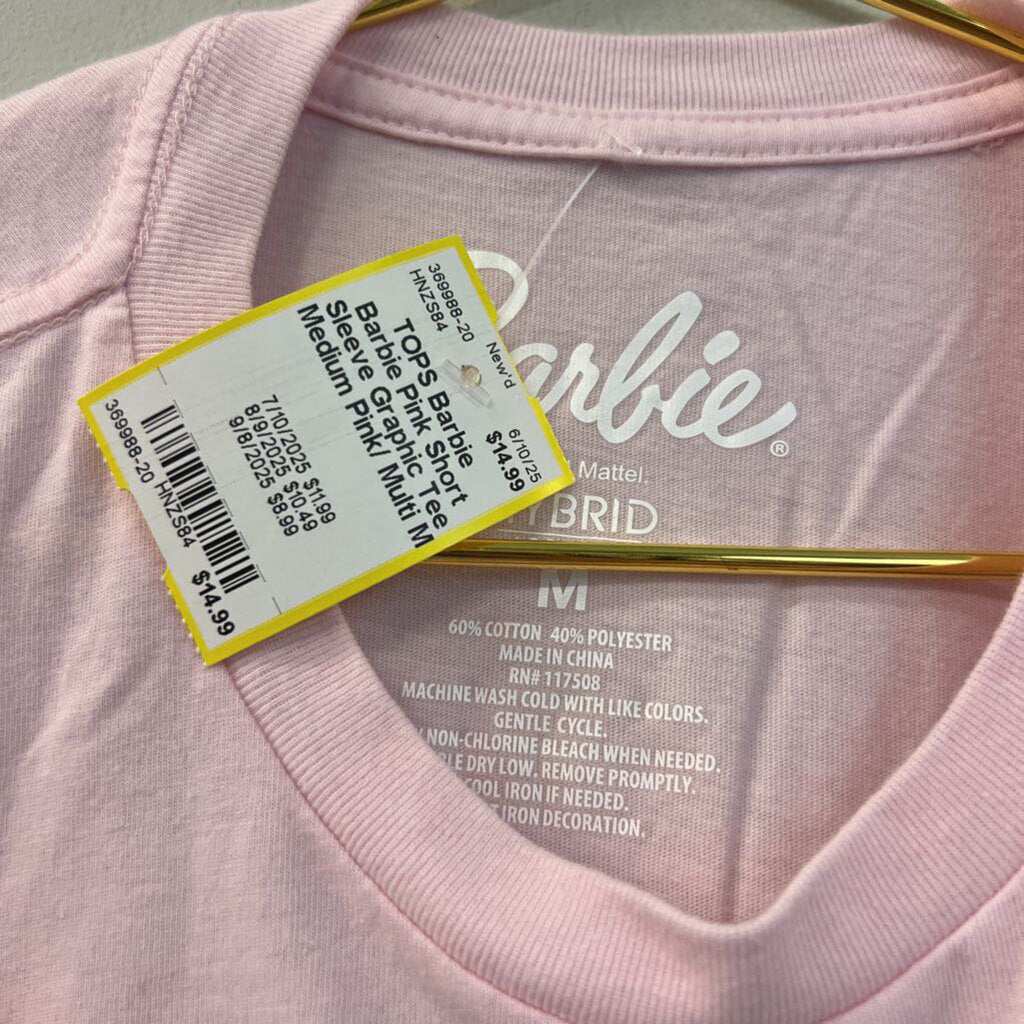 369988-20
HNZS84
New'd
6/10/25
$14.99
TOPS Barbie
Barbie Pink Short
Sleeve Graphic Tee
Medium Pink/ Multi M
7/10/2025 $11.99
8/9/2025 $10.49
9/8/2025 $8.99
369988-20 HNZS84
$14.99
Barbie®
Mattel.
HYBRID
M
60% COTTON 40% POLYESTER
MADE IN CHINA
RN# 117508
MACHINE WASH COLD WITH LIKE COLORS.
GENTLE CYCLE.
NON-CHLORINE BLEACH WHEN NEEDED.
DRY LOW. REMOVE PROMPTLY.
COOL IRON IF NEEDED.
IRON DECORATION.